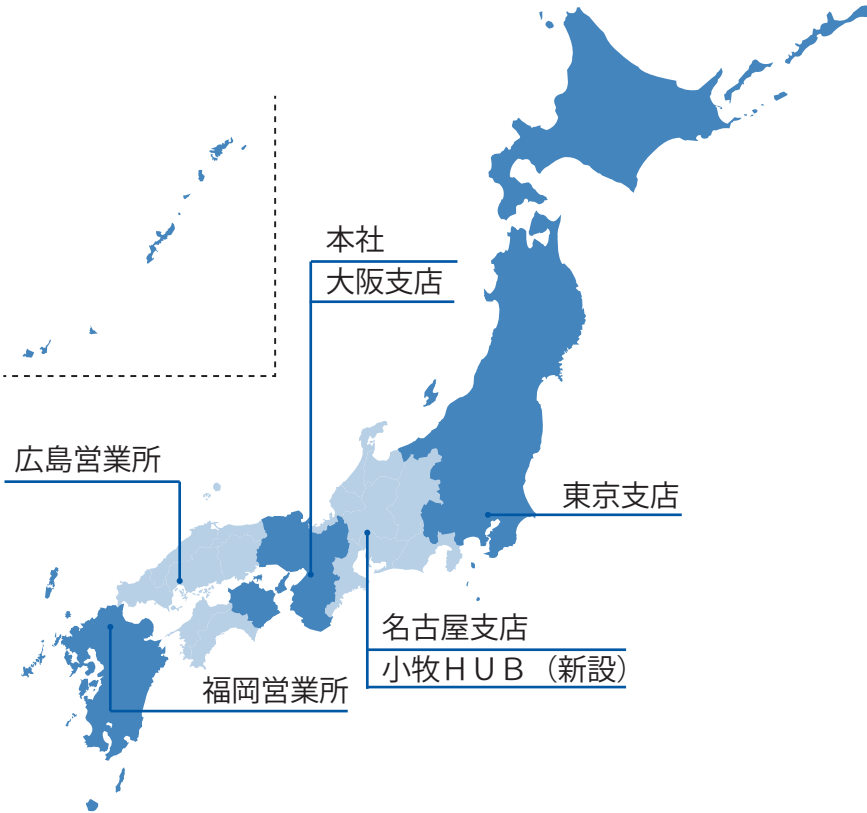 本社
大阪支店
広島営業所
東京支店
名古屋支店
小牧ＨＵＢ（新設）
福岡営業所